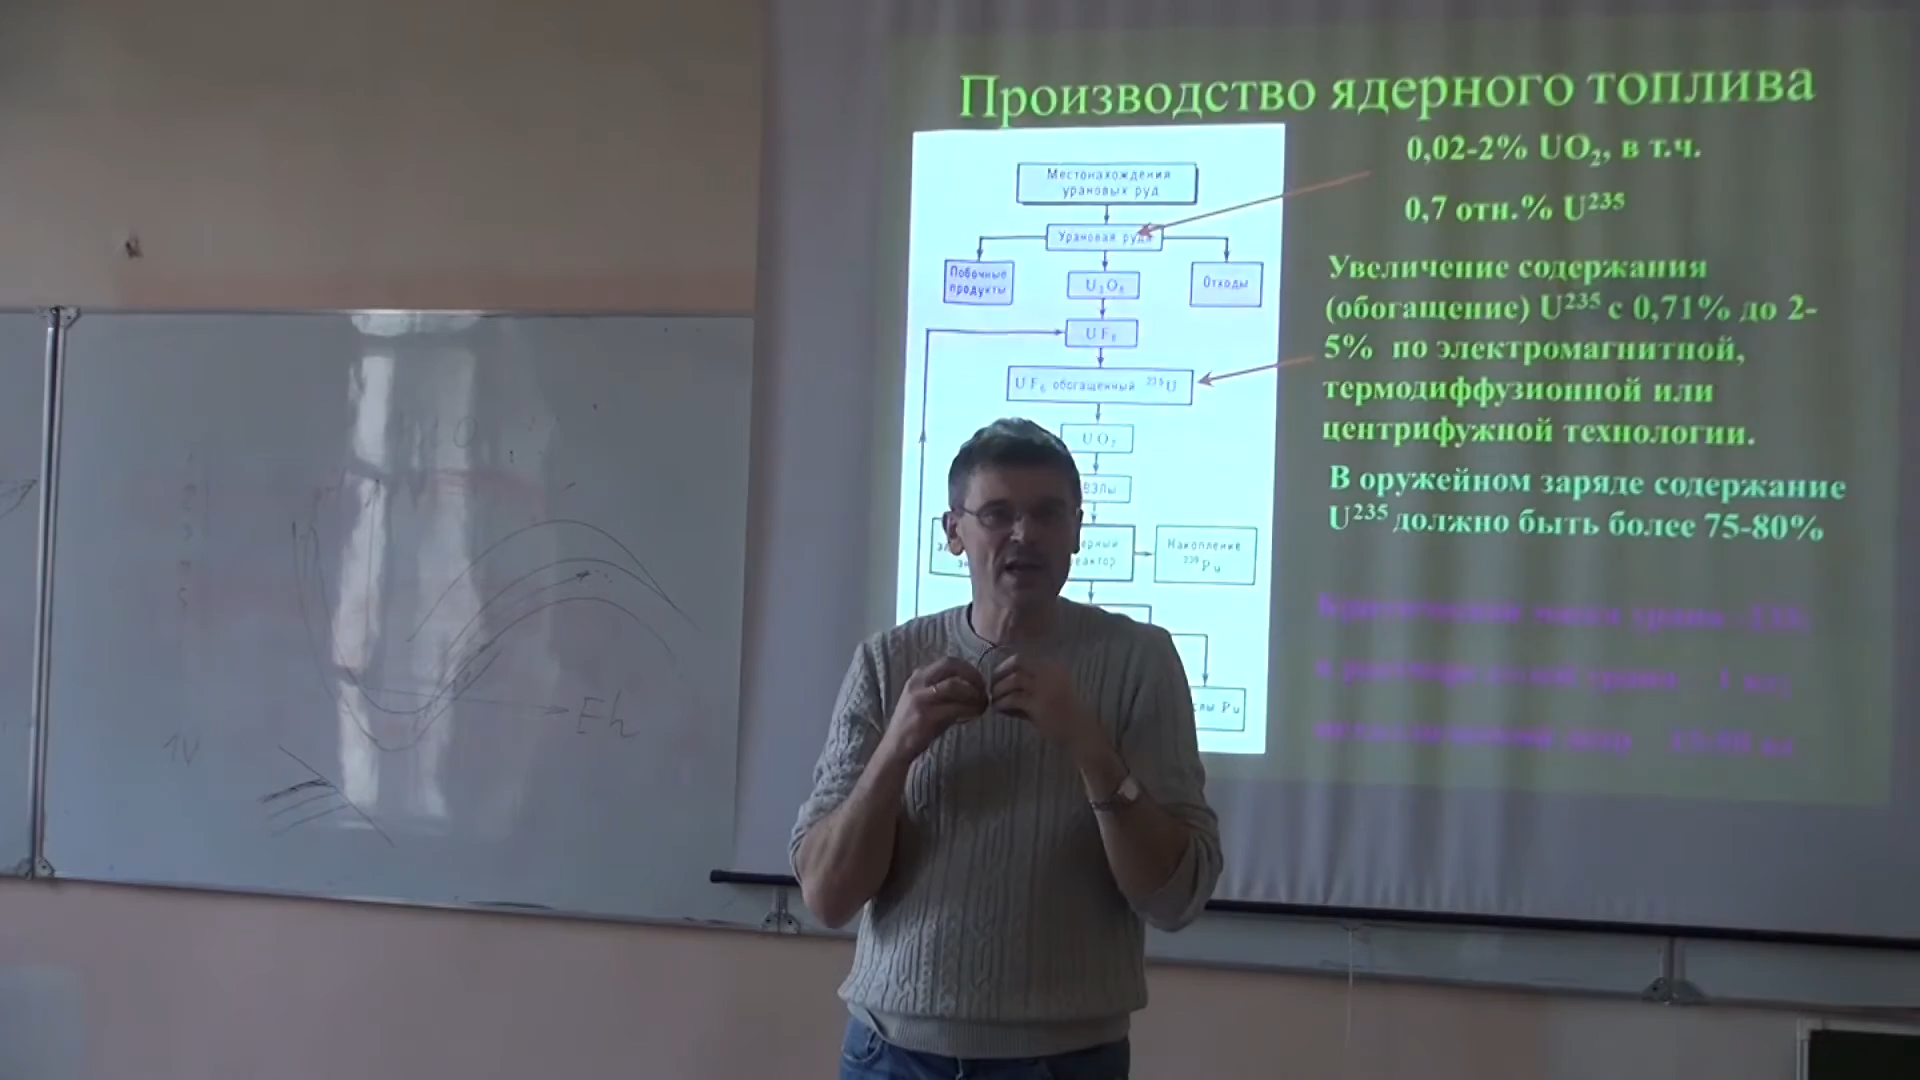 Производство ядерного топлива
0,02-2% UO₂, в т.ч.
0,7 отн.% U²³⁵
Увеличение содержания
(обогащение) U²³⁵ с 0,71% до 2-
5% по электромагнитной,
термодиффузионной или
центрифужной технологии.
В оружейном заряде содержание
U²³⁵ должно быть более 75-80%
Местонахождения
урановых руд
Урановая руда
Побочные
продукты
U₃O₈
Отходы
UF₆
UF₆ обогащенный ²³⁵U
UO₂
Накопление
²³⁹Pu
Pu
Eh